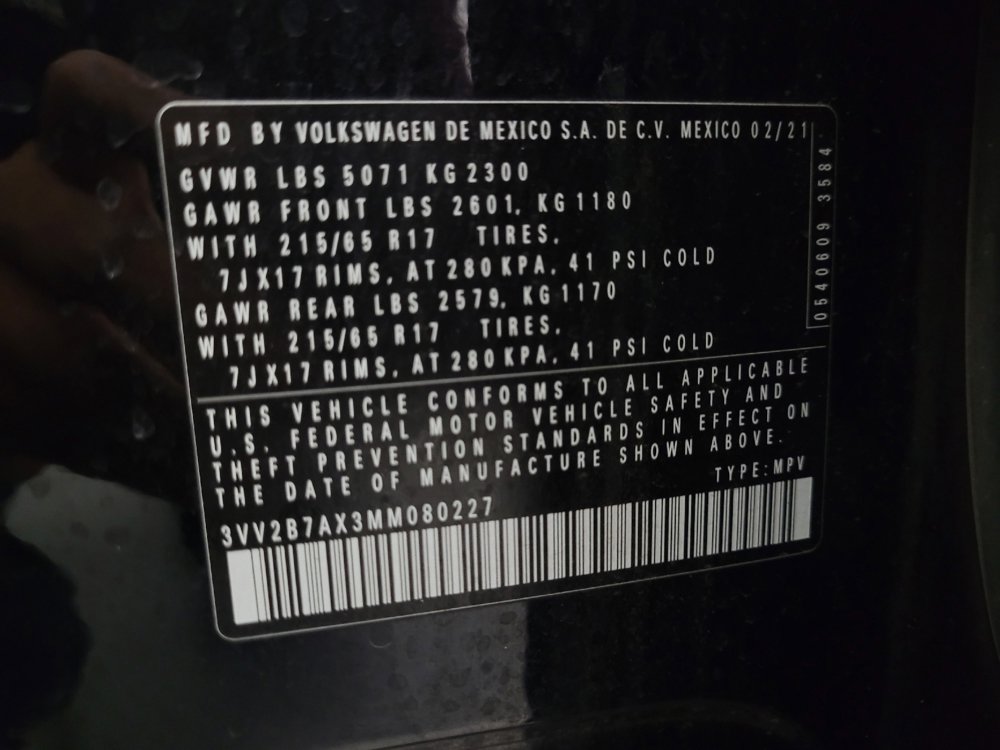 MFD BY VOLKSWAGEN DE MEXICO S.A. DE C.V. MEXICO 02/21
GVWR LBS 5071 KG 2300
GAWR FRONT LBS 2601, KG 1180
WITH 215/65 R17 TIRES,
7JX17 RIMS, AT 280 KPA, 41 PSI COLD
GAWR REAR LBS 2579, KG 1170
WITH 215/65 R17 TIRES,
7JX17 RIMS, AT 280 KPA, 41 PSI COLD
0540609 3584
THIS VEHICLE CONFORMS TO ALL APPLICABLE
U.S. FEDERAL MOTOR VEHICLE SAFETY AND
THEFT PREVENTION STANDARDS IN EFFECT ON
THE DATE OF MANUFACTURE SHOWN ABOVE.
TYPE: MPV
3VV2B7AX3MM080227